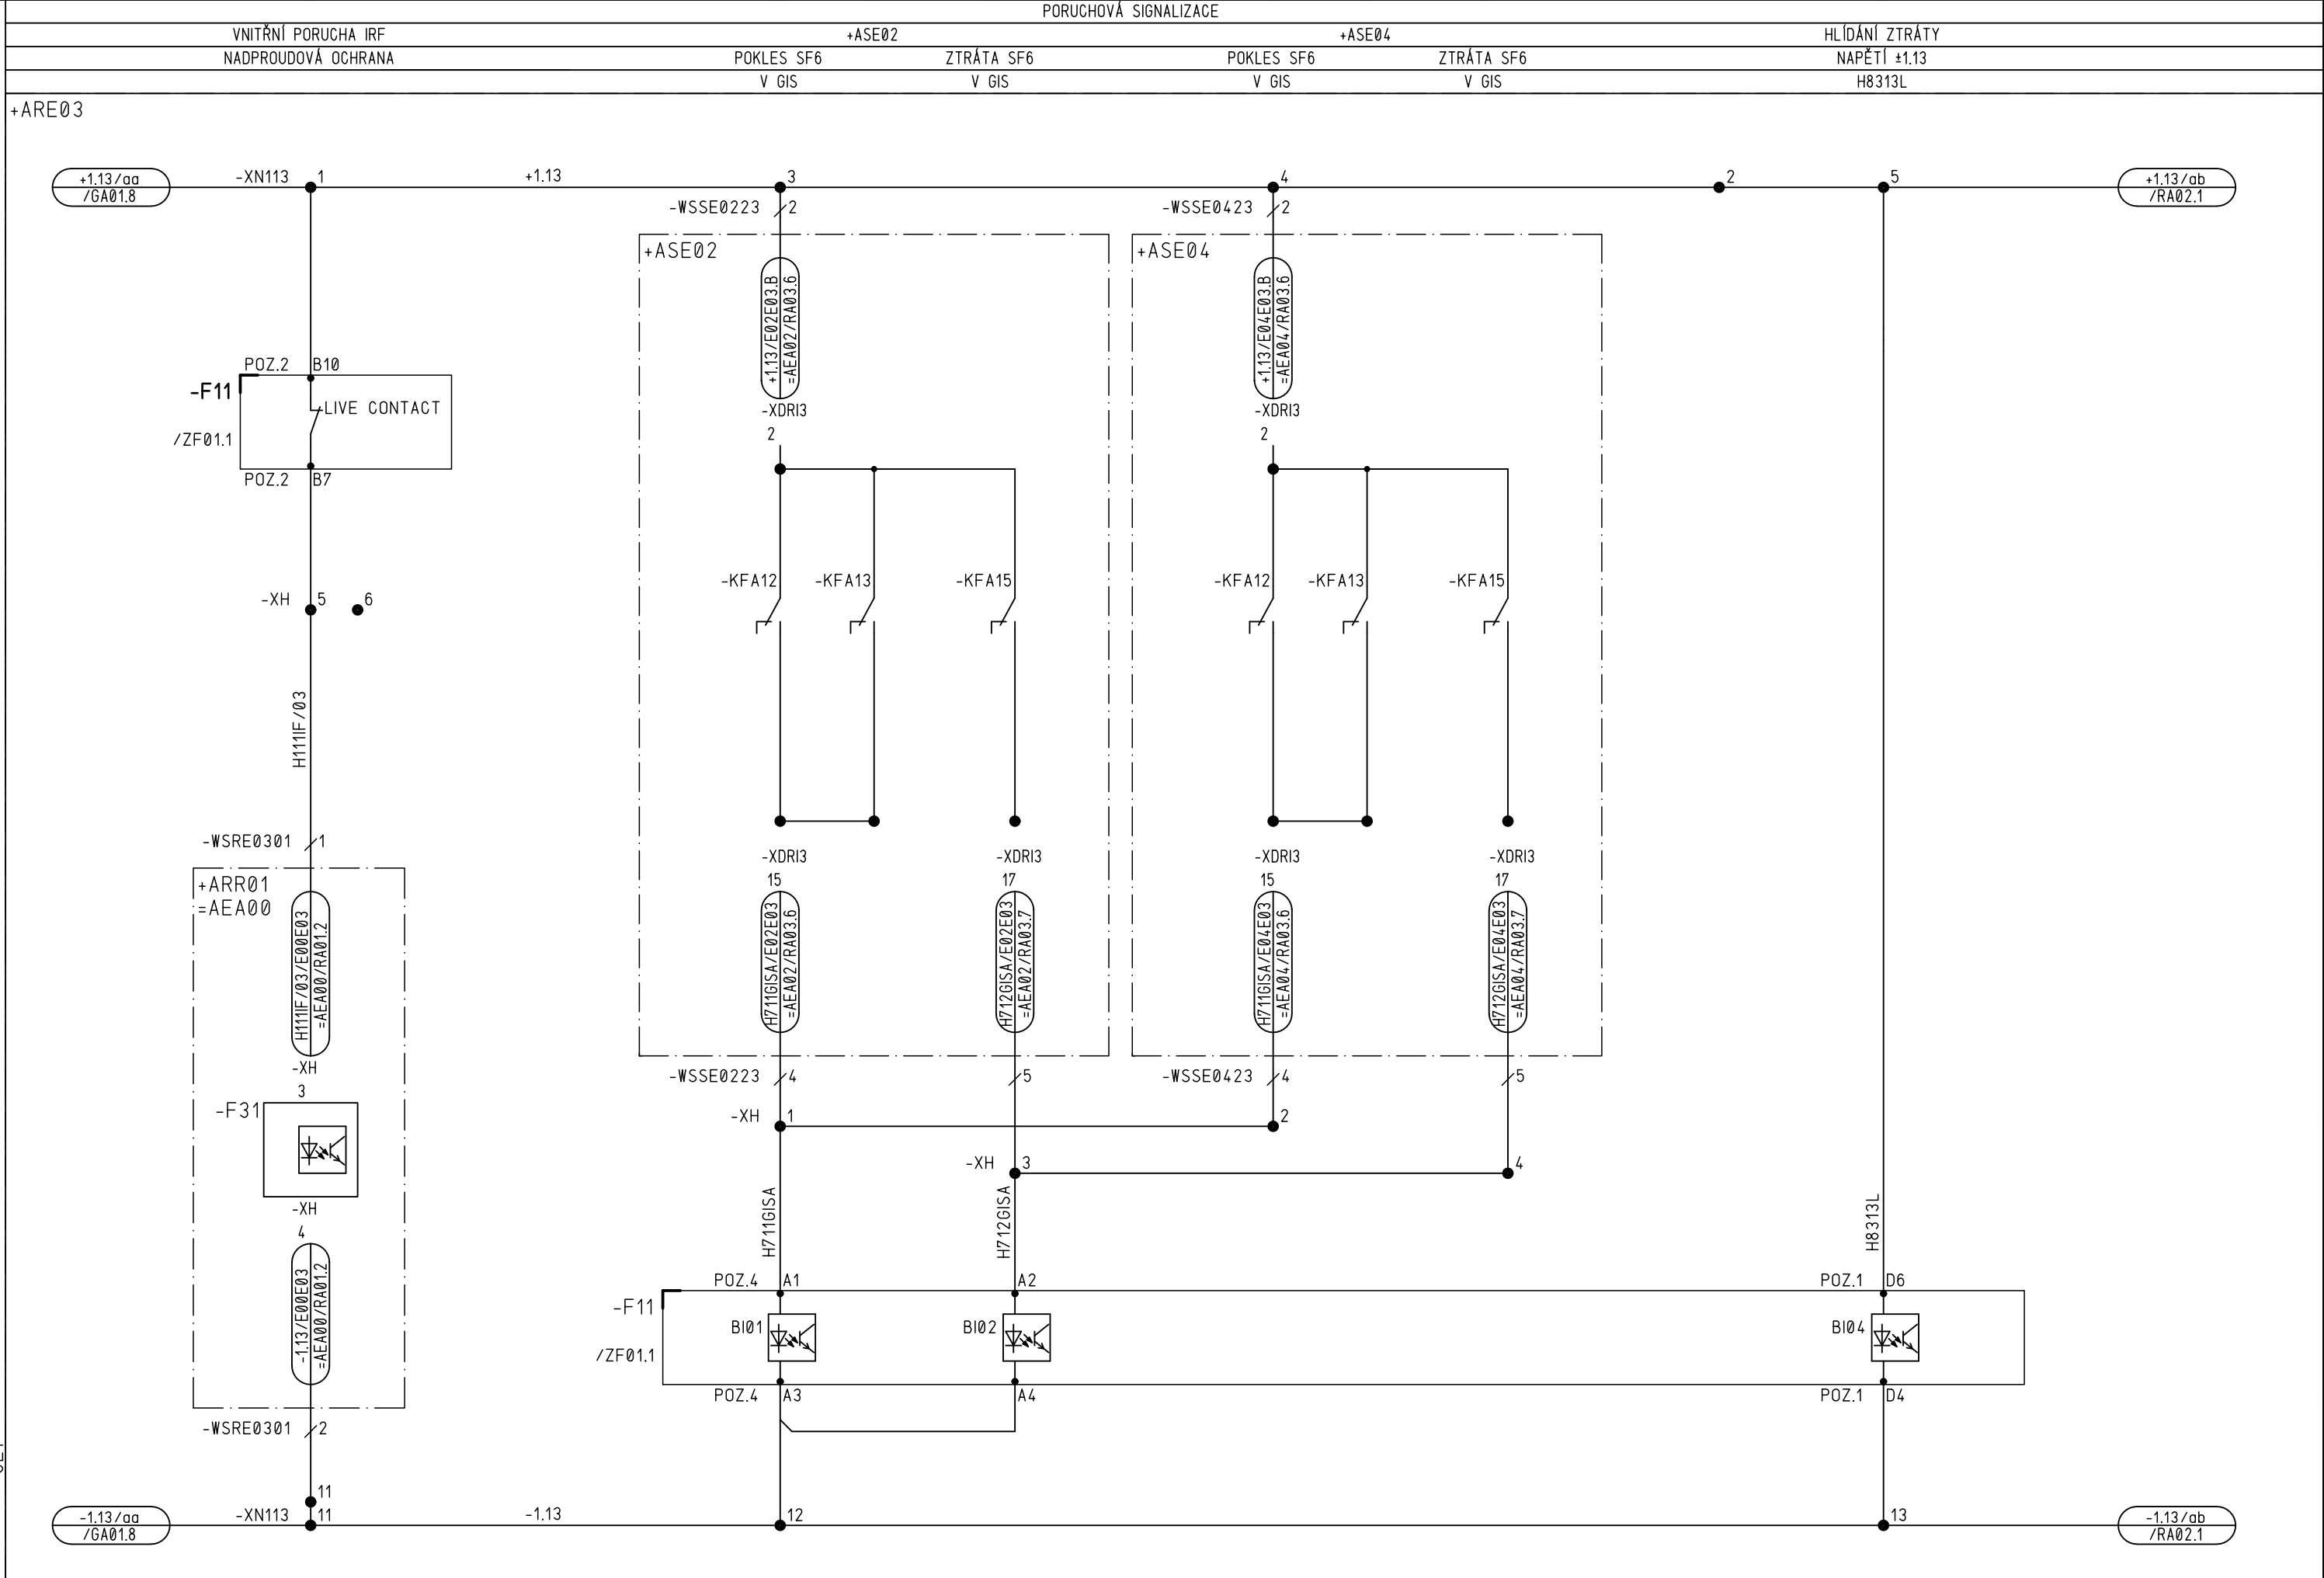 PORUCHOVÁ SIGNALIZACE
VNITŘNÍ PORUCHA IRF +ASE02 +ASE04 HLÍDÁNÍ ZTRÁTY
NADPROUDOVÁ OCHRANA POKLES SF6 ZTRÁTA SF6 POKLES SF6 ZTRÁTA SF6 NAPĚTÍ ±1.13
V GIS V GIS V GIS V GIS H8313L
+ARE03
+1.13/aa -XN113 1 +1.13 3 4 2 5 +1.13/ab
/GA01.8 /RA02.1
-WSSE0223 2 -WSSE0423 2
+ASE02 +ASE04
+1.13/E02E03.B
=AEA02/RA03.6
+1.13/E04E03.B
=AEA04/RA03.6
POZ.2 B10
-F11
LIVE CONTACT
/ZF01.1
POZ.2 B7
-XDRI3 -XDRI3
2 2
-KFA12 -KFA13 -KFA15 -KFA12 -KFA13 -KFA15
-XH 5 6
H111IF/03
-WSRE0301 1
-XDRI3 -XDRI3 -XDRI3 -XDRI3
15 17 15 17
+ARR01
=AEA00
H111IF/03/E00E03
=AEA00/RA01.2
H711GISA/E02E03
=AEA02/RA03.6
H712GISA/E02E03
=AEA02/RA03.7
H711GISA/E04E03
=AEA04/RA03.6
H712GISA/E04E03
=AEA04/RA03.7
-XH
3
-WSSE0223 4 5 -WSSE0423 4 5
-F31
-XH 1 2
-XH 3 4
-XH
4
H711GISA
H712GISA
H8313L
-1.13/E00E03
=AEA00/RA01.2
POZ.4 A1 A2 POZ.1 D6
-F11
BI01 BI02 BI04
/ZF01.1
POZ.4 A3 A4 POZ.1 D4
-WSRE0301 2
11
-1.13/aa -XN113 11 -1.13 12 13 -1.13/ab
/GA01.8 /RA02.1